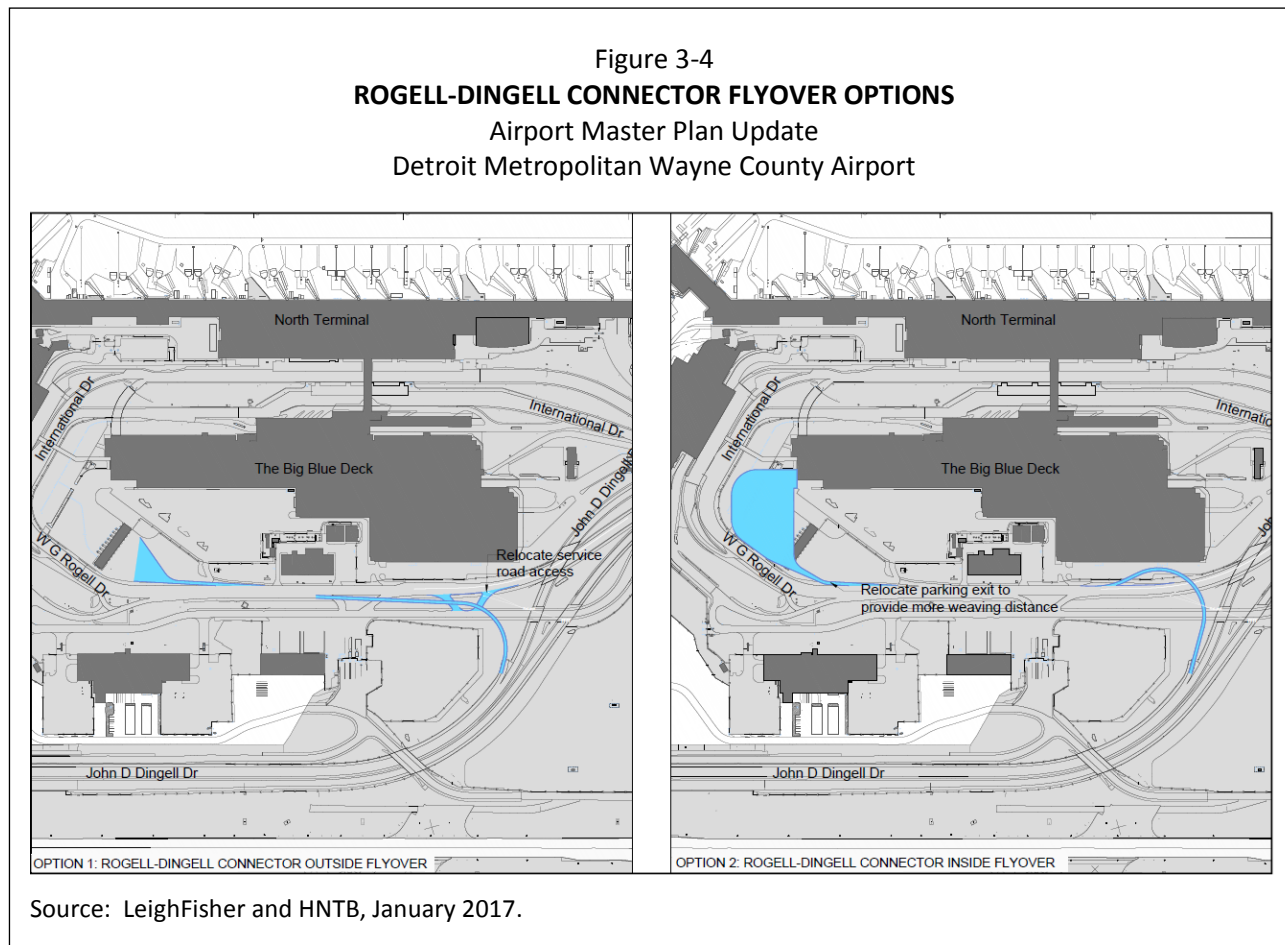 Figure 3-4
ROGELL-DINGELL CONNECTOR FLYOVER OPTIONS
Airport Master Plan Update
Detroit Metropolitan Wayne County Airport
North Terminal
International Dr
International Dr
The Big Blue Deck
John D Dingell
W G Rogell Dr
Relocate service
road access
John D Dingell Dr
OPTION 1: ROGELL-DINGELL CONNECTOR OUTSIDE FLYOVER
North Terminal
International Dr
International
The Big Blue Deck
John D
W G Rogell Dr
Relocate parking exit to
provide more weaving distance
John D Dingell Dr
OPTION 2: ROGELL-DINGELL CONNECTOR INSIDE FLYOVER
Source: LeighFisher and HNTB, January 2017.